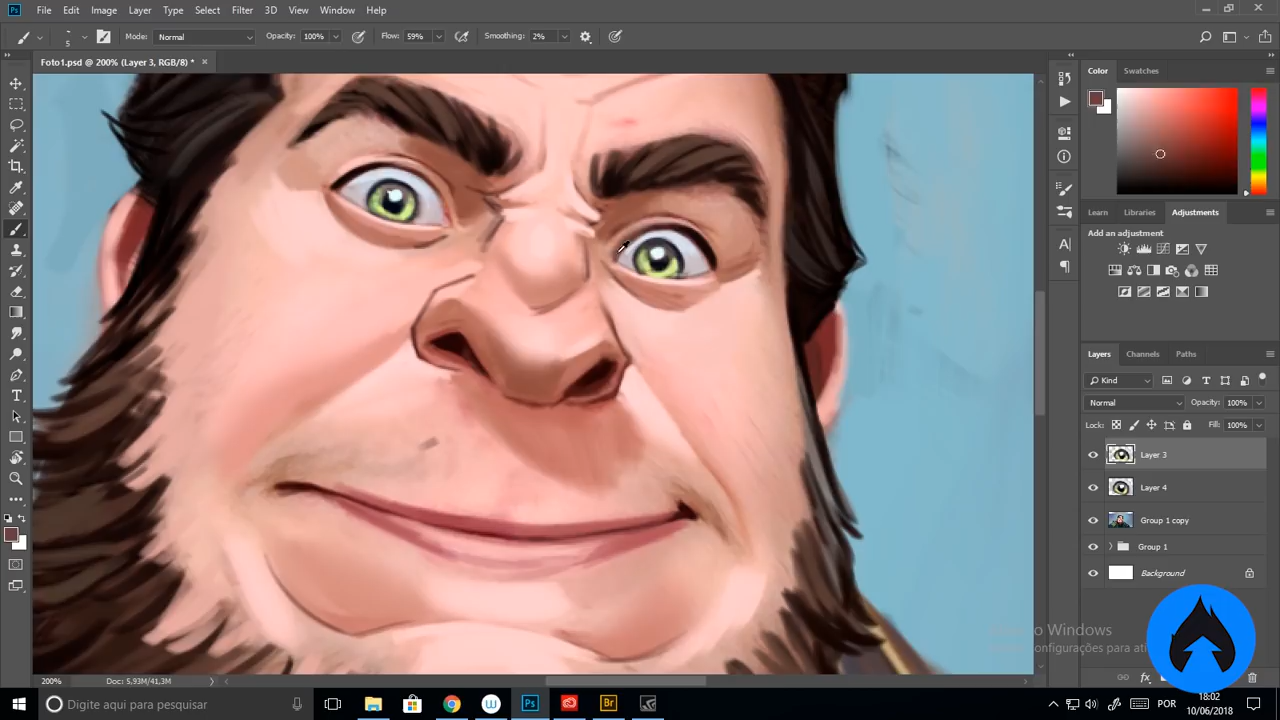 Ps File Edit Image Layer Type Select Filter 3D View Window Help
5 Mode: Normal Opacity: 100% Flow: 59% Smoothing: 2%
Foto1.psd @ 200% (Layer 3, RGB/8) *
Color Swatches
Learn Libraries Adjustments
Add an adjustment
Layers Channels Paths
Kind
Normal Opacity: 100%
Lock: Fill: 100%
Layer 3
Layer 4
Group 1 copy
Group 1
Background
o Windows
onfigurações para ati
200% Doc: 5,93M/41,3M
Digite aqui para pesquisar
POR
18:02
10/06/2018